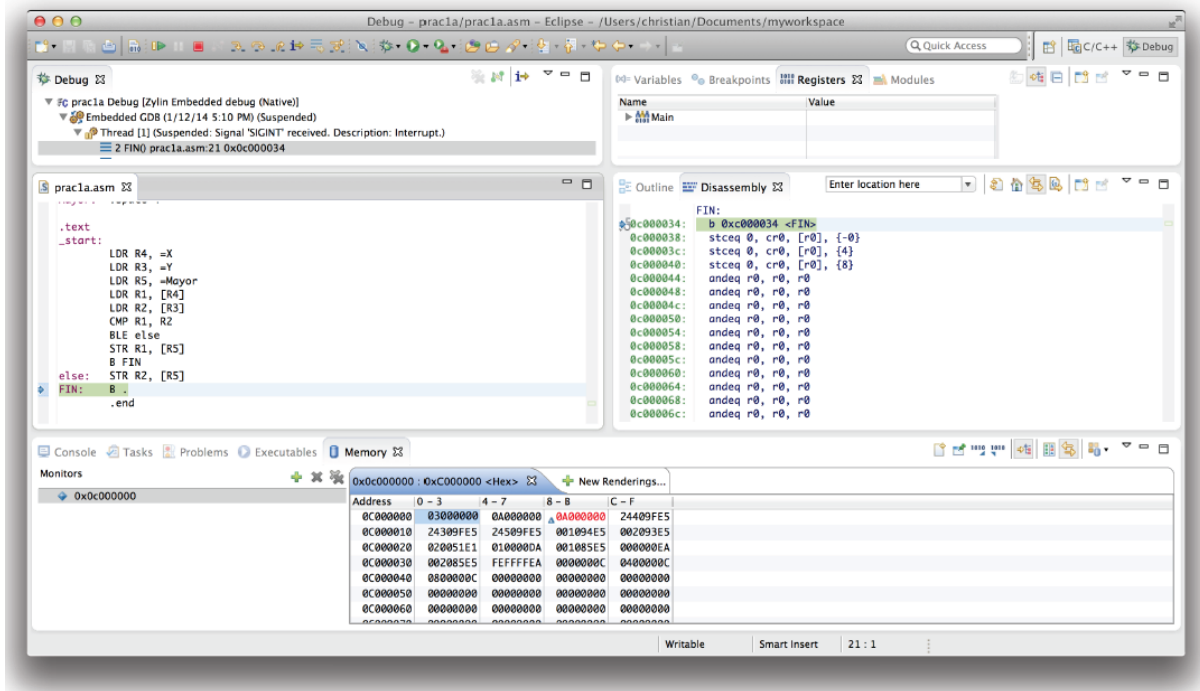 Debug - prac1a/prac1a.asm - Eclipse - /Users/christian/Documents/myworkspace
Quick Access
C/C++
Debug
Debug
prac1a Debug [Zylin Embedded debug (Native)]
Embedded GDB (1/12/14 5:10 PM) (Suspended)
Thread [1] (Suspended: Signal 'SIGINT' received. Description: Interrupt.)
2 FIN() prac1a.asm:21 0x0c000034
Variables Breakpoints Registers Modules
Name Value
Main
prac1a.asm
.text
_start:
LDR R4, =X
LDR R3, =Y
LDR R5, =Mayor
LDR R1, [R4]
LDR R2, [R3]
CMP R1, R2
BLE else
STR R1, [R5]
B FIN
else: STR R2, [R5]
FIN: B .
.end
Outline Disassembly Enter location here
FIN:
0c000034: b 0xc000034 <FIN>
0c000038: stceq 0, cr0, [r0], {-0}
0c00003c: stceq 0, cr0, [r0], {4}
0c000040: stceq 0, cr0, [r0], {8}
0c000044: andeq r0, r0, r0
0c000048: andeq r0, r0, r0
0c00004c: andeq r0, r0, r0
0c000050: andeq r0, r0, r0
0c000054: andeq r0, r0, r0
0c000058: andeq r0, r0, r0
0c00005c: andeq r0, r0, r0
0c000060: andeq r0, r0, r0
0c000064: andeq r0, r0, r0
0c000068: andeq r0, r0, r0
0c00006c: andeq r0, r0, r0
Console Tasks Problems Executables Memory
Monitors
0x0c000000
0x0c000000 : 0xC000000 <Hex> New Renderings...
Address 0 - 3 4 - 7 8 - B C - F
0C000000 03000000 0A000000 0A000000 24409FE5
0C000010 24309FE5 24509FE5 001094E5 002093E5
0C000020 020051E1 010000DA 001085E5 000000EA
0C000030 002085E5 FEFFFFEA 0000000C 0400000C
0C000040 0800000C 00000000 00000000 00000000
0C000050 00000000 00000000 00000000 00000000
0C000060 00000000 00000000 00000000 00000000
Writable Smart Insert 21 : 1